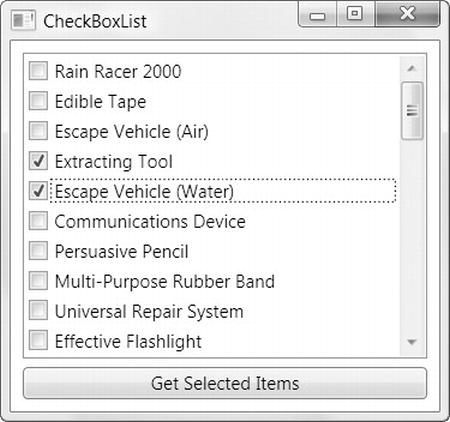 CheckBoxList
Rain Racer 2000
Edible Tape
Escape Vehicle (Air)
Extracting Tool
Escape Vehicle (Water)
Communications Device
Persuasive Pencil
Multi-Purpose Rubber Band
Universal Repair System
Effective Flashlight
Get Selected Items